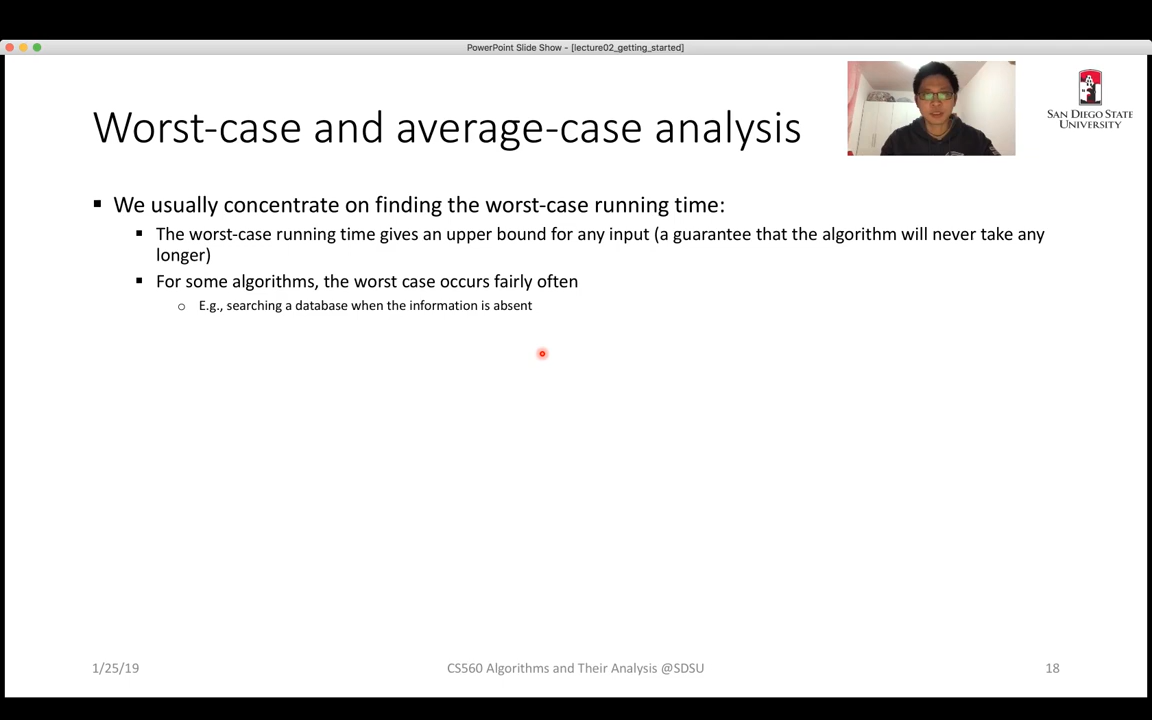 PowerPoint Slide Show - [lecture02_getting_started]
Worst-case and average-case analysis
SAN DIEGO STATE
UNIVERSITY
▪ We usually concentrate on finding the worst-case running time:
▪ The worst-case running time gives an upper bound for any input (a guarantee that the algorithm will never take any
longer)
▪ For some algorithms, the worst case occurs fairly often
o E.g., searching a database when the information is absent
1/25/19
CS560 Algorithms and Their Analysis @SDSU
18